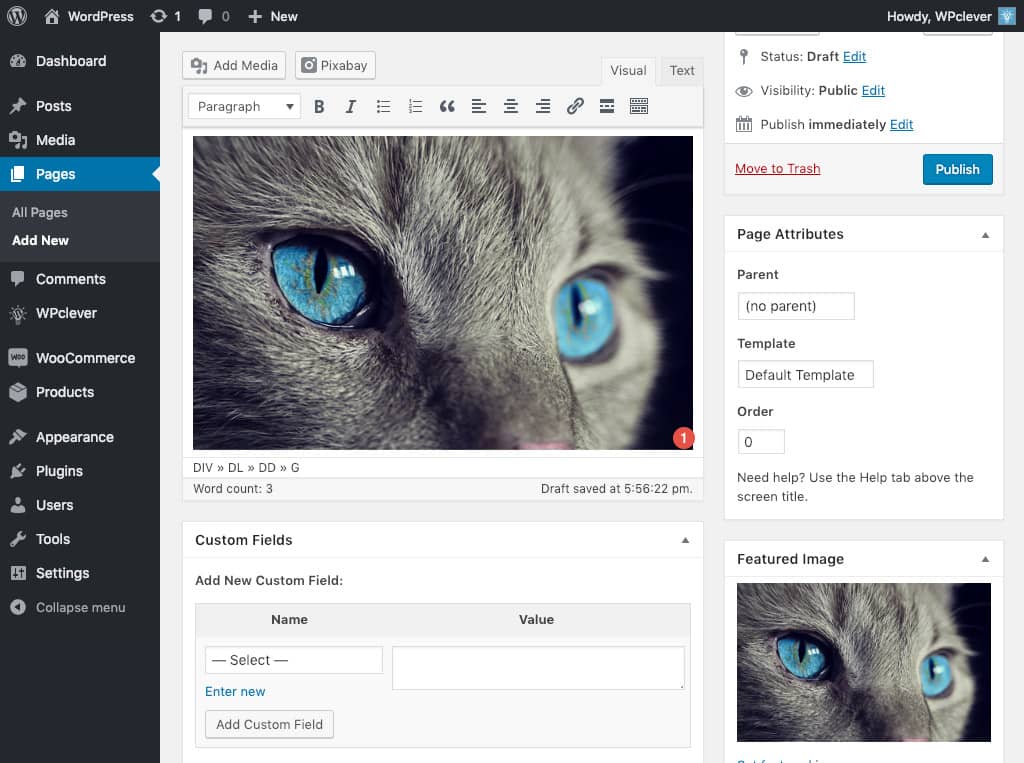 WordPress
1
0
New
Howdy, WPclever
Dashboard
Posts
Media
Pages
All Pages
Add New
Comments
WPclever
WooCommerce
Products
Appearance
Plugins
Users
Tools
Settings
Collapse menu
Add Media
Pixabay
Visual
Text
Paragraph
1
DIV » DL » DD » G
Word count: 3
Draft saved at 5:56:22 pm.
Custom Fields
Add New Custom Field:
Name
Value
— Select —
Enter new
Add Custom Field
Status: Draft Edit
Visibility: Public Edit
Publish immediately Edit
Move to Trash
Publish
Page Attributes
Parent
(no parent)
Template
Default Template
Order
0
Need help? Use the Help tab above the
screen title.
Featured Image